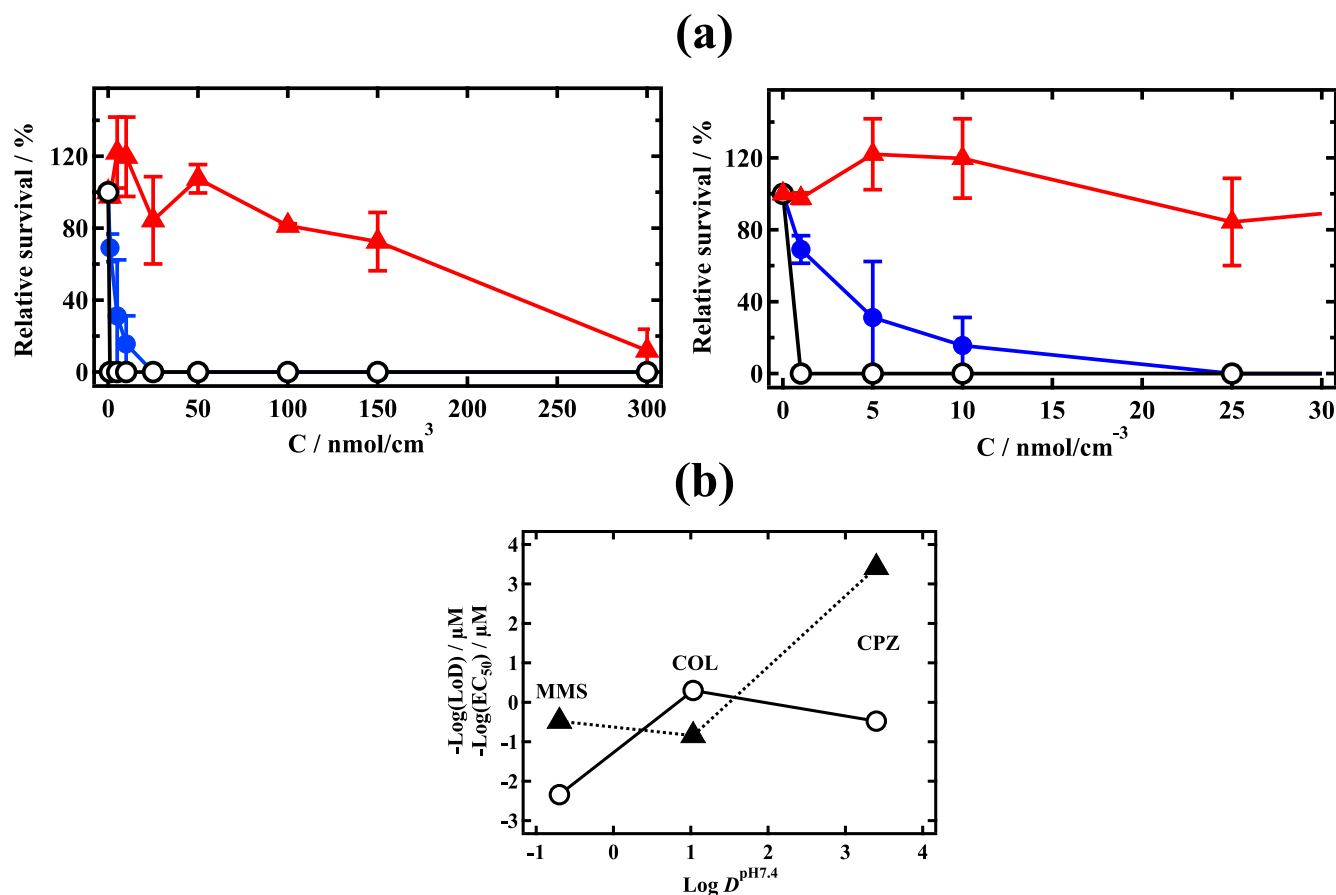 (a)
Relative survival / %
120
80
40
0
0 50 100 150 200 250 300
C / nmol/cm³
Relative survival / %
120
80
40
0
0 5 10 15 20 25 30
C / nmol/cm⁻³
(b)
-Log(LoD) / µM
-Log(EC₅₀) / µM
4
3
2
1
0
-1
-2
-3
MMS
COL
CPZ
-1 0 1 2 3 4
Log D^pH7.4